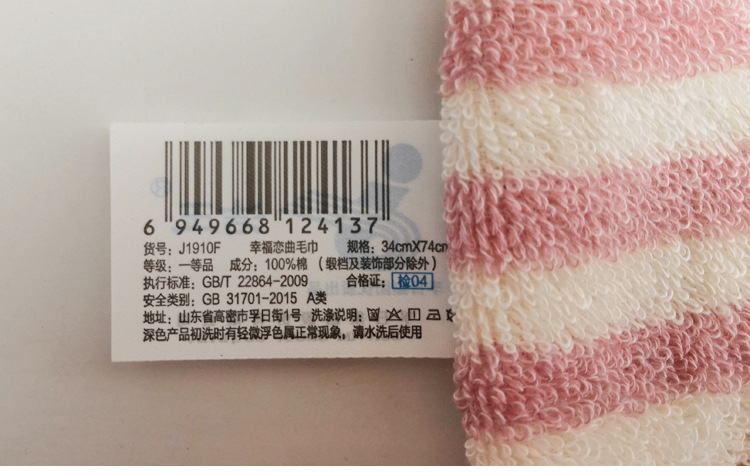 6 949668 124137
货号：J1910F 幸福恋曲毛巾 规格：34cmX74cm
等级：一等品 成分：100%棉（缎档及装饰部分除外）
执行标准：GB/T 22864-2009 合格证：检04
安全类别：GB 31701-2015 A类
地址：山东省高密市孚日街1号 洗涤说明：
深色产品初洗时有轻微浮色属正常现象，请水洗后使用